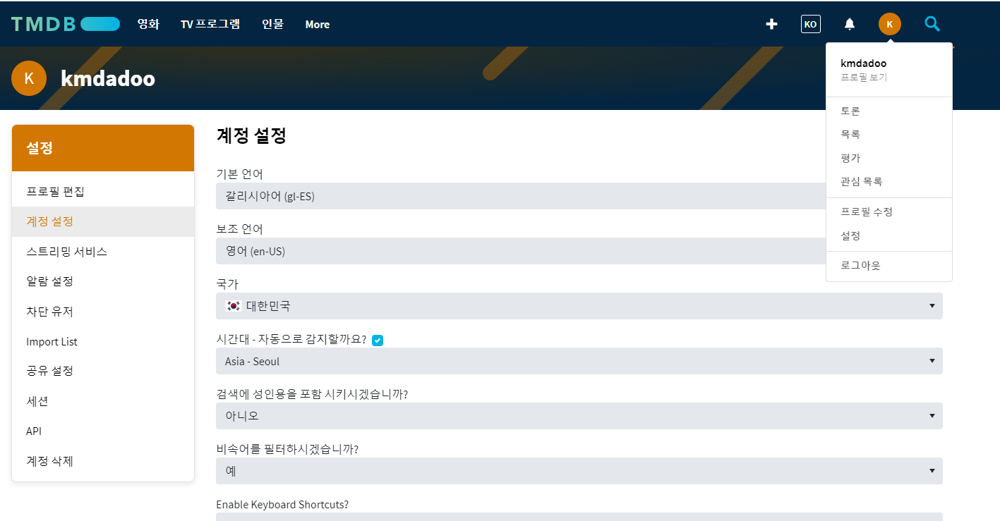 TMDB 영화 TV 프로그램 인물 More KO K
K kmdadoo
kmdadoo
프로필 보기
토론
목록
평가
관심 목록
프로필 수정
설정
로그아웃
설정
프로필 편집
계정 설정
스트리밍 서비스
알람 설정
차단 유저
Import List
공유 설정
세션
API
계정 삭제
계정 설정
기본 언어
갈리시아어 (gl-ES)
보조 언어
영어 (en-US)
국가
대한민국
시간대 - 자동으로 감지할까요?
Asia - Seoul
검색에 성인용을 포함 시키시겠습니까?
아니오
비속어를 필터하시겠습니까?
예
Enable Keyboard Shortcuts?